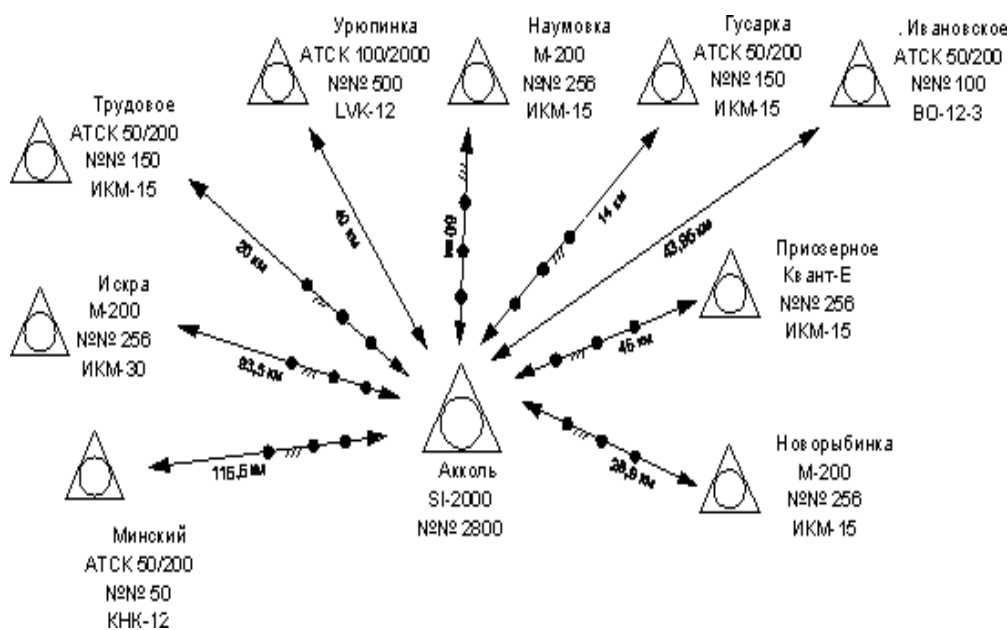 Урюпинка
АТСК 100/2000
№№ 500
LVK-12
Наумовка
М-200
№№ 256
ИКМ-15
Гусарка
АТСК 50/200
№№ 150
ИКМ-15
. Ивановское
АТСК 50/200
№№ 100
ВО-12-3
Трудовое
АТСК 50/200
№№ 150
ИКМ-15
20 км
40 км
60 км
14 км
43,95 км
Искра
М-200
№№ 256
ИКМ-30
93,5 км
Приозерное
Квант-Е
№№ 256
ИКМ-15
45 км
115,5 км
Акколь
SI-2000
№№ 2800
Новорыбинка
М-200
№№ 256
ИКМ-15
Минский
АТСК 50/200
№№ 50
КНК-12